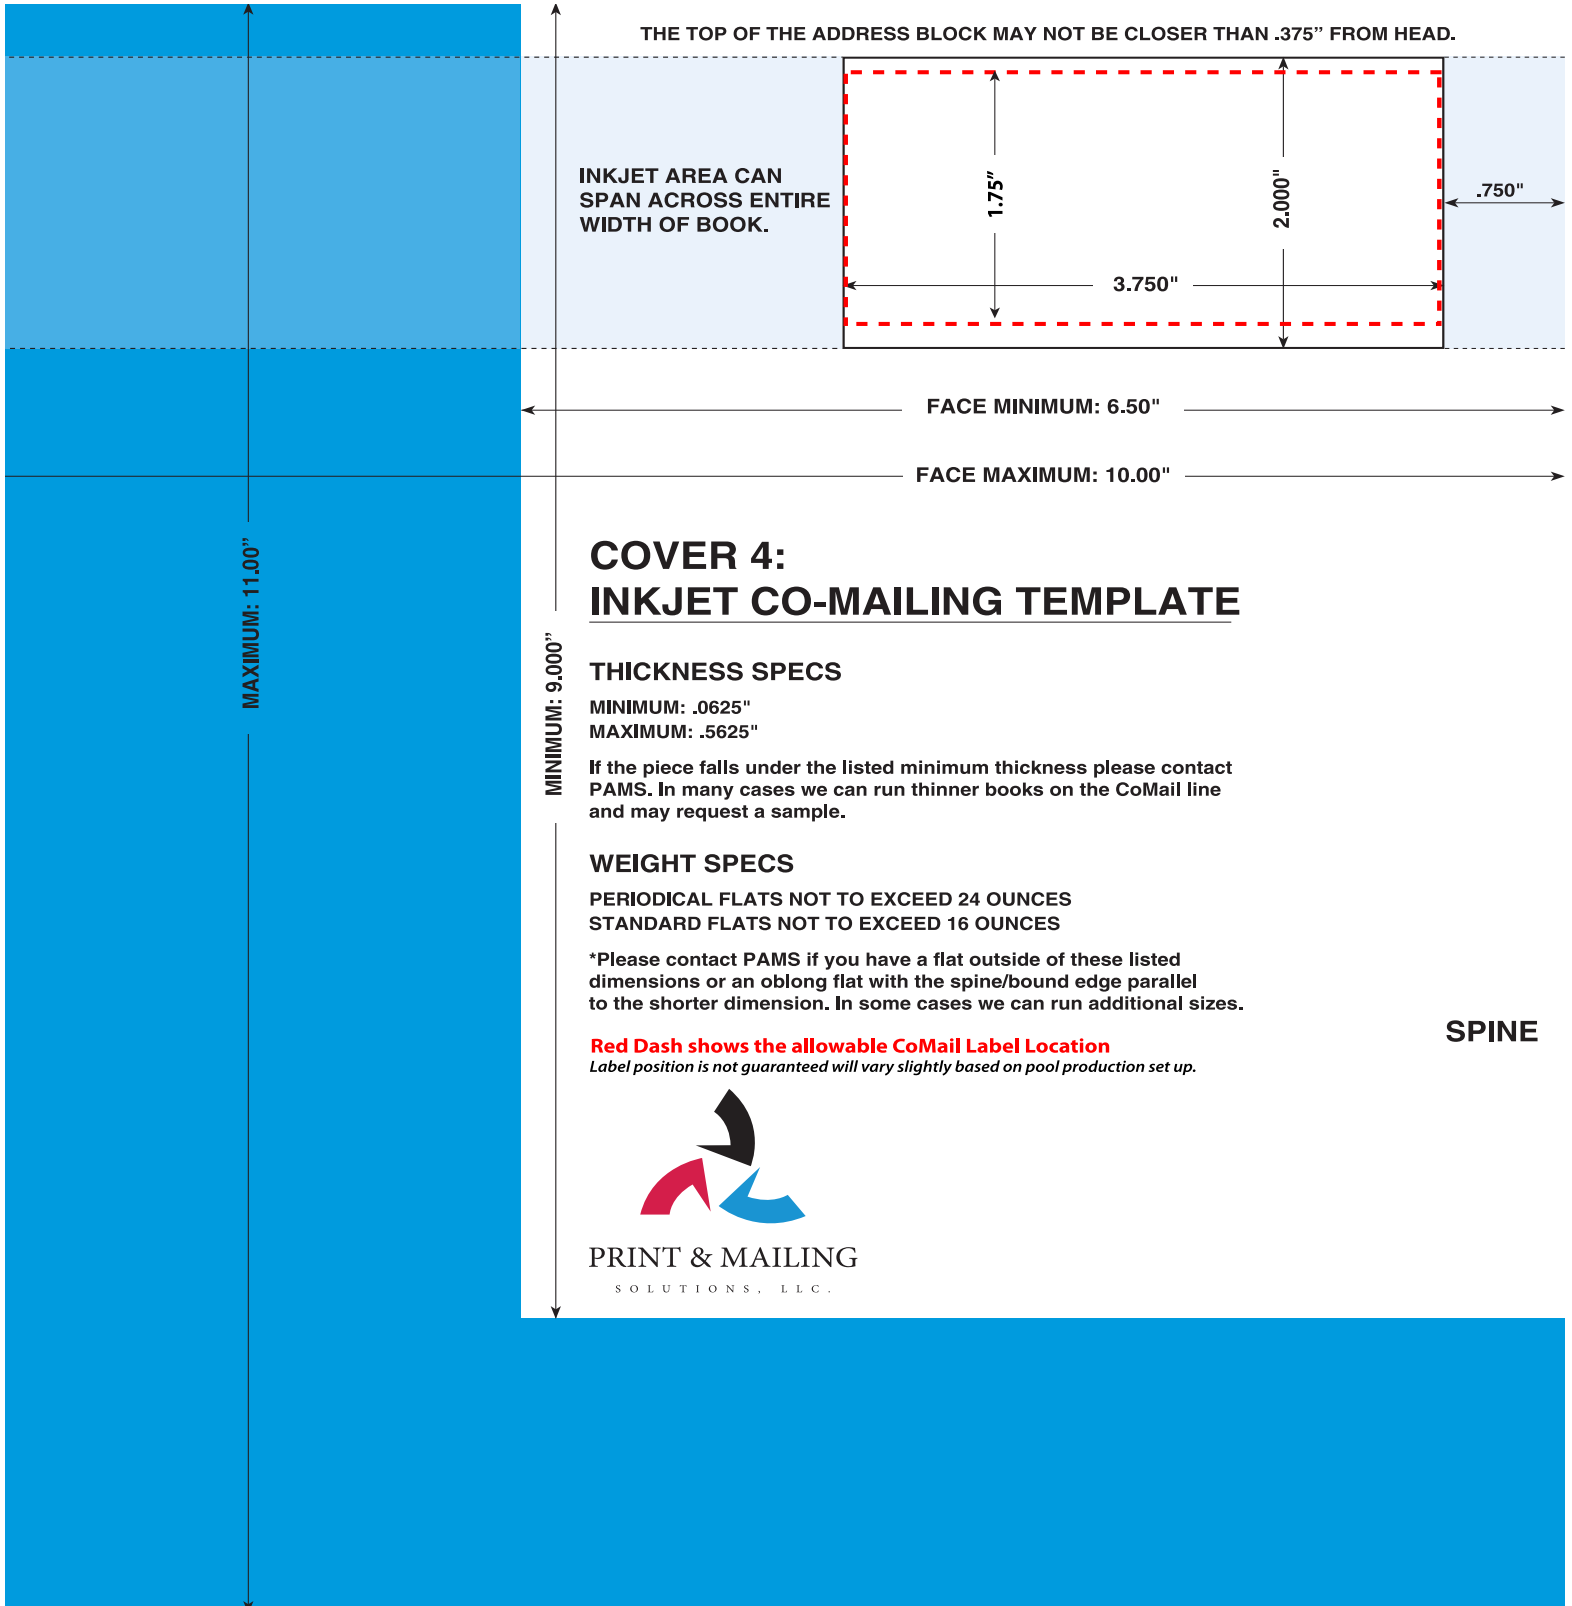 THE TOP OF THE ADDRESS BLOCK MAY NOT BE CLOSER THAN .375” FROM HEAD.
INKJET AREA CAN
SPAN ACROSS ENTIRE
WIDTH OF BOOK.
1.75”
2.000"
.750"
3.750"
FACE MINIMUM: 6.50"
FACE MAXIMUM: 10.00"
MAXIMUM: 11.00”
MINIMUM: 9.000”
COVER 4:
INKJET CO-MAILING TEMPLATE
THICKNESS SPECS
MINIMUM: .0625"
MAXIMUM: .5625"
If the piece falls under the listed minimum thickness please contact
PAMS. In many cases we can run thinner books on the CoMail line
and may request a sample.
WEIGHT SPECS
PERIODICAL FLATS NOT TO EXCEED 24 OUNCES
STANDARD FLATS NOT TO EXCEED 16 OUNCES
*Please contact PAMS if you have a flat outside of these listed
dimensions or an oblong flat with the spine/bound edge parallel
to the shorter dimension. In some cases we can run additional sizes.
SPINE
Red Dash shows the allowable CoMail Label Location
Label position is not guaranteed will vary slightly based on pool production set up.
PRINT & MAILING
SOLUTIONS, LLC.